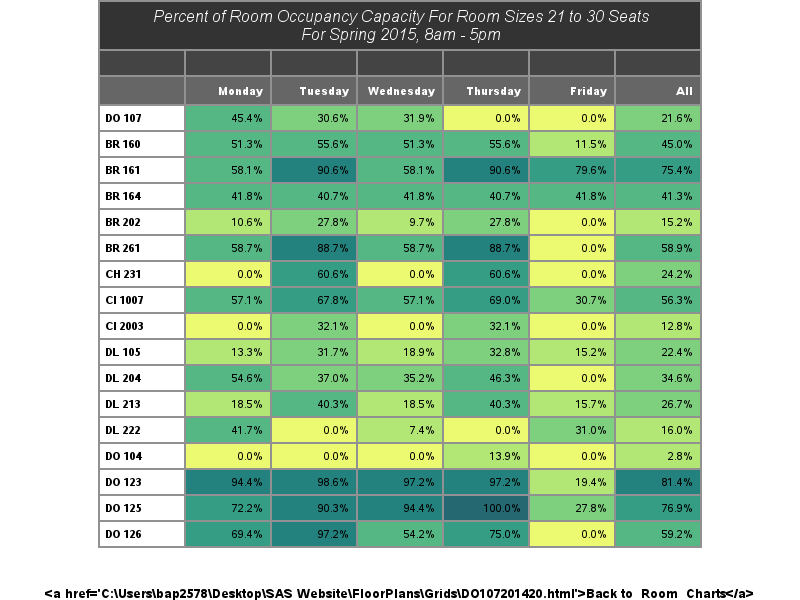 Percent of Room Occupancy Capacity For Room Sizes 21 to 30 Seats
For Spring 2015, 8am - 5pm
Monday Tuesday Wednesday Thursday Friday All
DO 107 45.4% 30.6% 31.9% 0.0% 0.0% 21.6%
BR 160 51.3% 55.6% 51.3% 55.6% 11.5% 45.0%
BR 161 58.1% 90.6% 58.1% 90.6% 79.6% 75.4%
BR 164 41.8% 40.7% 41.8% 40.7% 41.8% 41.3%
BR 202 10.6% 27.8% 9.7% 27.8% 0.0% 15.2%
BR 261 58.7% 88.7% 58.7% 88.7% 0.0% 58.9%
CH 231 0.0% 60.6% 0.0% 60.6% 0.0% 24.2%
CI 1007 57.1% 67.8% 57.1% 69.0% 30.7% 56.3%
CI 2003 0.0% 32.1% 0.0% 32.1% 0.0% 12.8%
DL 105 13.3% 31.7% 18.9% 32.8% 15.2% 22.4%
DL 204 54.6% 37.0% 35.2% 46.3% 0.0% 34.6%
DL 213 18.5% 40.3% 18.5% 40.3% 15.7% 26.7%
DL 222 41.7% 0.0% 7.4% 0.0% 31.0% 16.0%
DO 104 0.0% 0.0% 0.0% 13.9% 0.0% 2.8%
DO 123 94.4% 98.6% 97.2% 97.2% 19.4% 81.4%
DO 125 72.2% 90.3% 94.4% 100.0% 27.8% 76.9%
DO 126 69.4% 97.2% 54.2% 75.0% 0.0% 59.2%
<a href='C:\Users\bap2578\Desktop\SAS Website\FloorPlans\Grids\DO107201420.html'>Back to Room Charts</a>